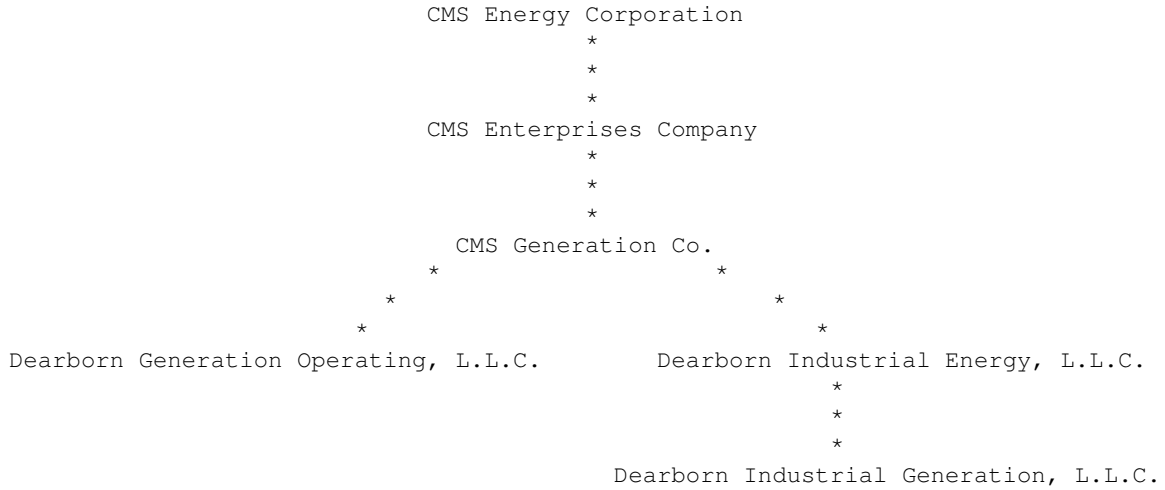 CMS Energy Corporation
*
*
*
CMS Enterprises Company
*
*
*
CMS Generation Co.
* *
* *
* *
Dearborn Generation Operating, L.L.C. Dearborn Industrial Energy, L.L.C.
*
*
*
Dearborn Industrial Generation, L.L.C.